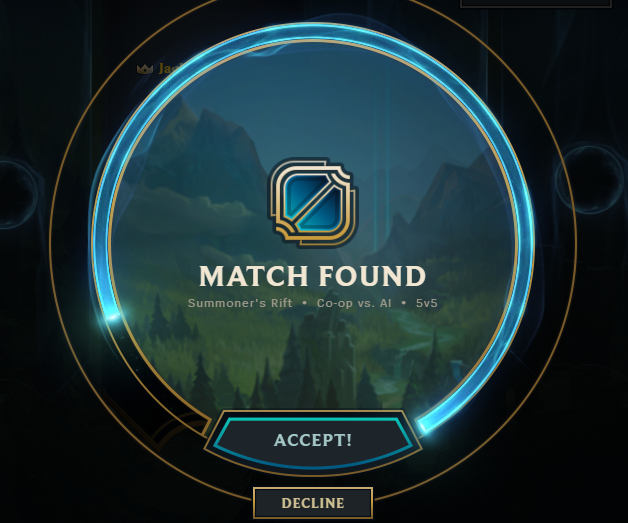 MATCH FOUND
Summoner's Rift • Co-op vs. AI • 5v5
ACCEPT!
DECLINE